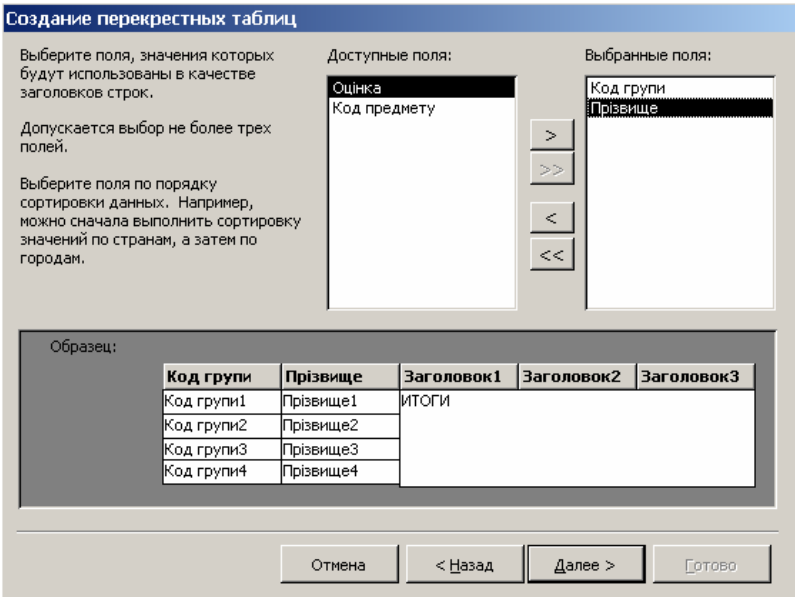 Создание перекрестных таблиц
Выберите поля, значения которых
будут использованы в качестве
заголовков строк.
Допускается выбор не более трех
полей.
Выберите поля по порядку
сортировки данных.  Например,
можно сначала выполнить сортировку
значений по странам, а затем по
городам.
Доступные поля:
Оцінка
Код предмету
>
>>
<
<<
Выбранные поля:
Код групи
Прізвище
Образец:
Код групи Прізвище Заголовок1 Заголовок2 Заголовок3
Код групи1 Прізвище1 ИТОГИ
Код групи2 Прізвище2
Код групи3 Прізвище3
Код групи4 Прізвище4
Отмена < Назад Далее > Готово